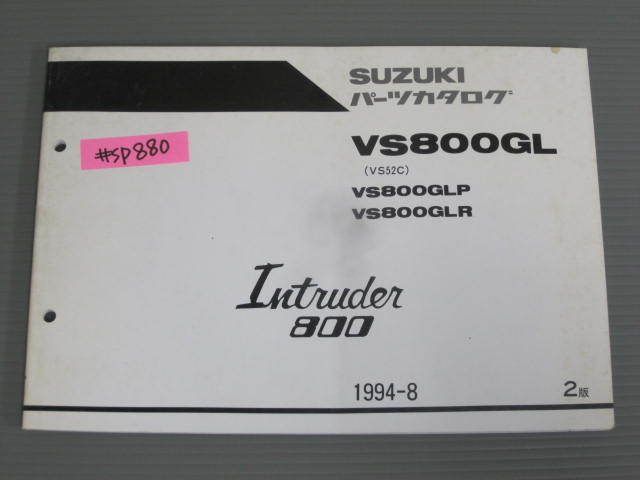 SUZUKI
パーツカタログ
#SP880
VS800GL
(VS52C)
VS800GLP
VS800GLR
Intruder
800
1994-8
2版